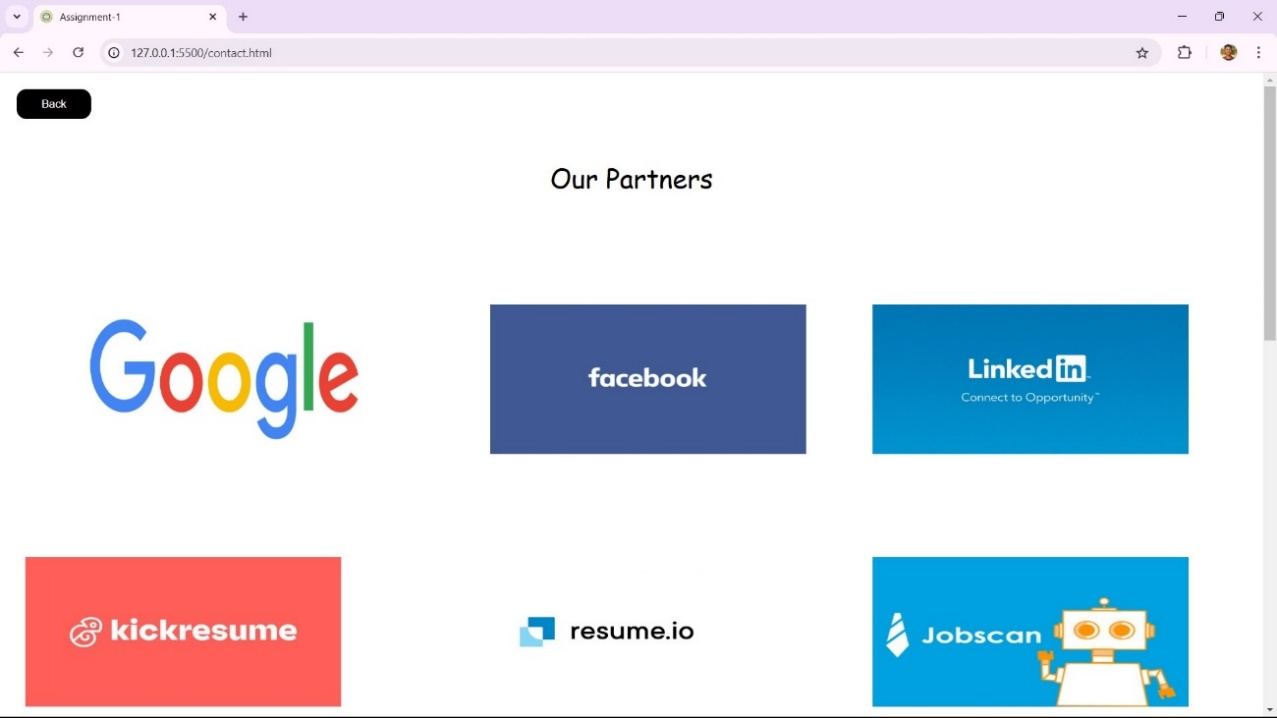 Assignment-1
127.0.0.1:5500/contact.html
Back
Our Partners
Google
facebook
Linked in
Connect to Opportunity™
kickresume
resume.io
Jobscan